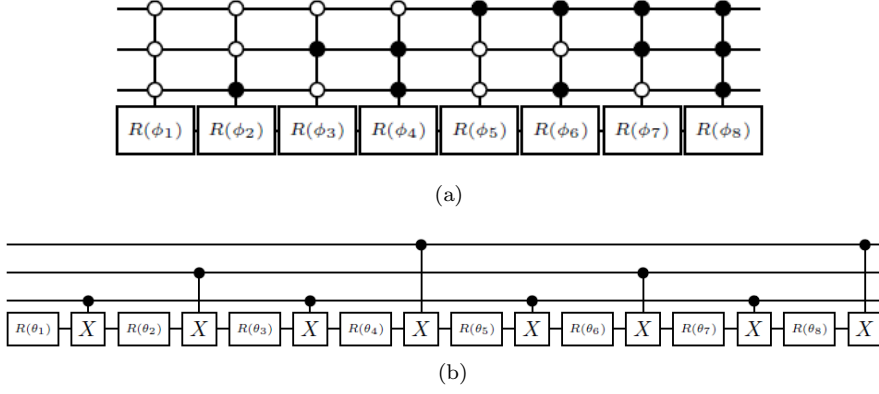 R(ϕ₁) R(ϕ₂) R(ϕ₃) R(ϕ₄) R(ϕ₅) R(ϕ₆) R(ϕ₇) R(ϕ₈)
(a)
R(θ₁) X R(θ₂) X R(θ₃) X R(θ₄) X R(θ₅) X R(θ₆) X R(θ₇) X R(θ₈) X
(b)